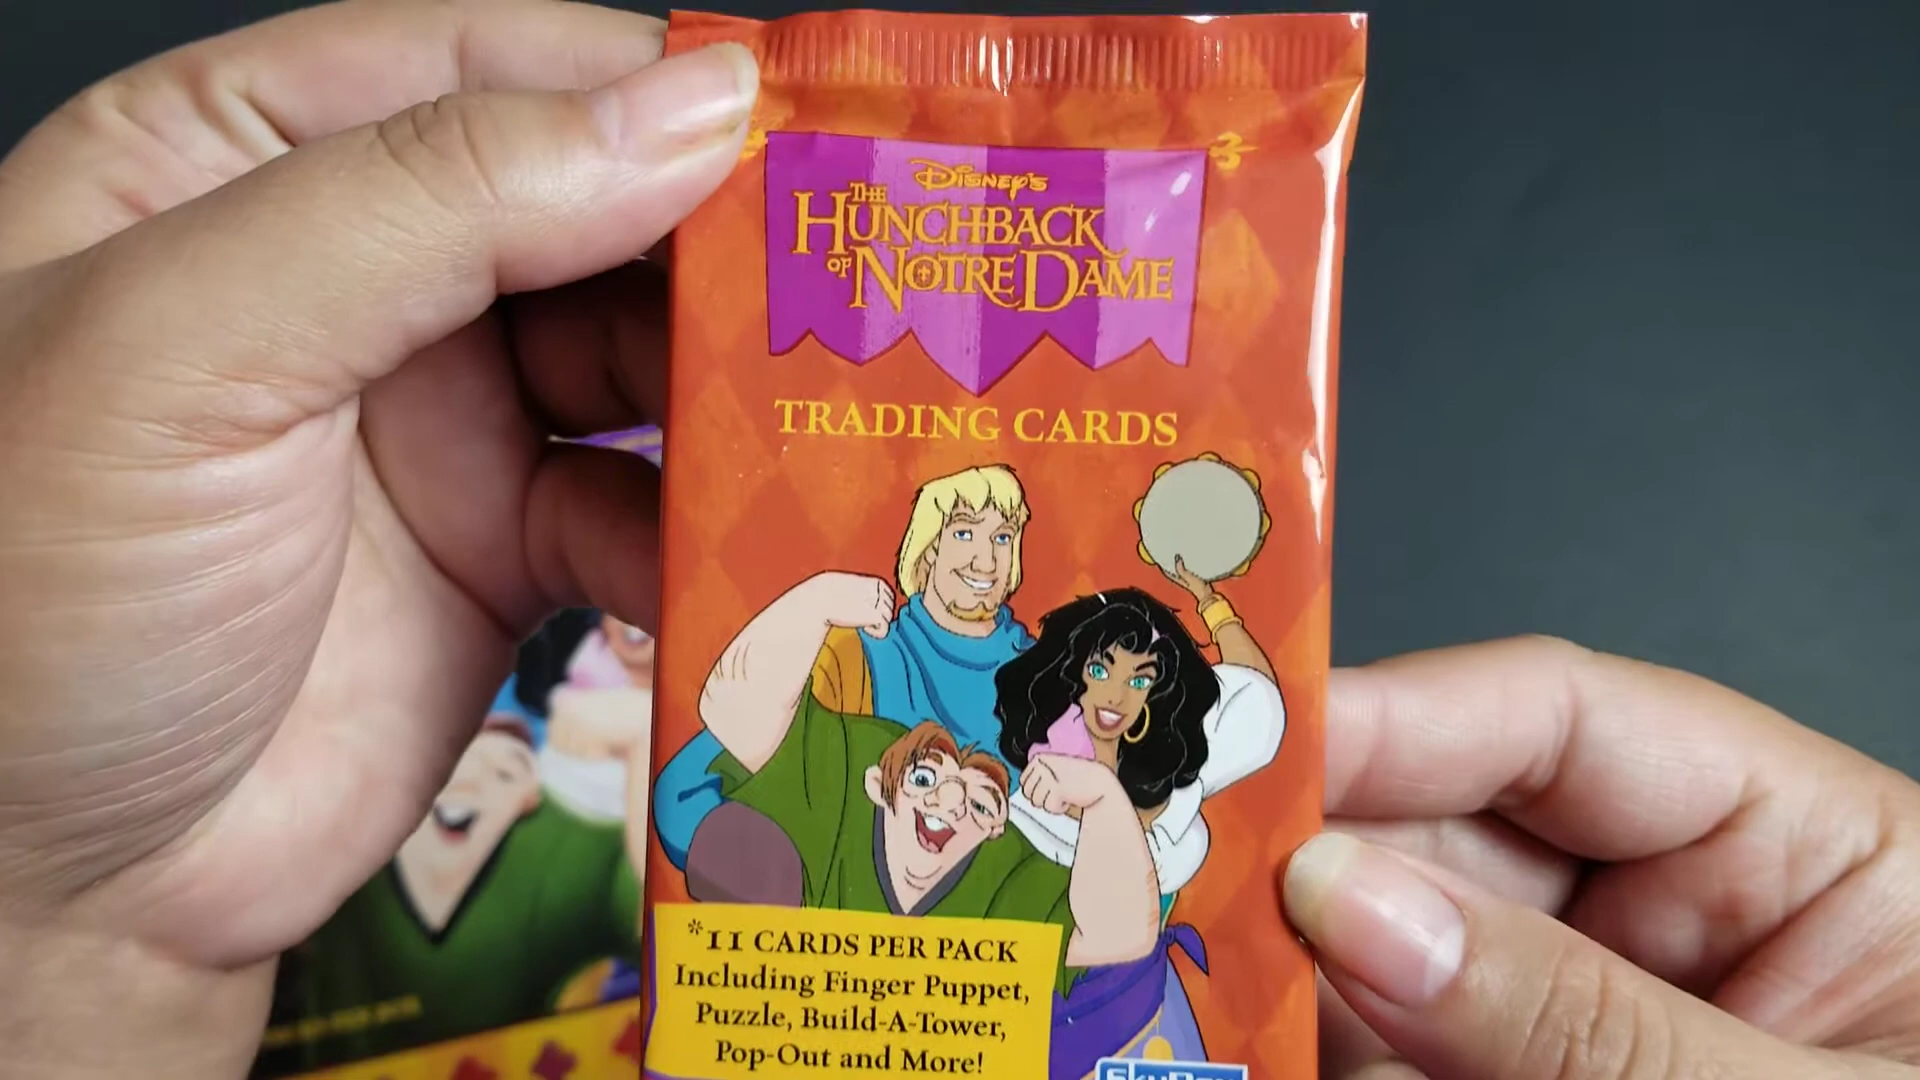 Disney's
THE
HUNCHBACK
OF NOTRE DAME
TRADING CARDS
*11 CARDS PER PACK
Including Finger Puppet,
Puzzle, Build-A-Tower,
Pop-Out and More!
SkyBox